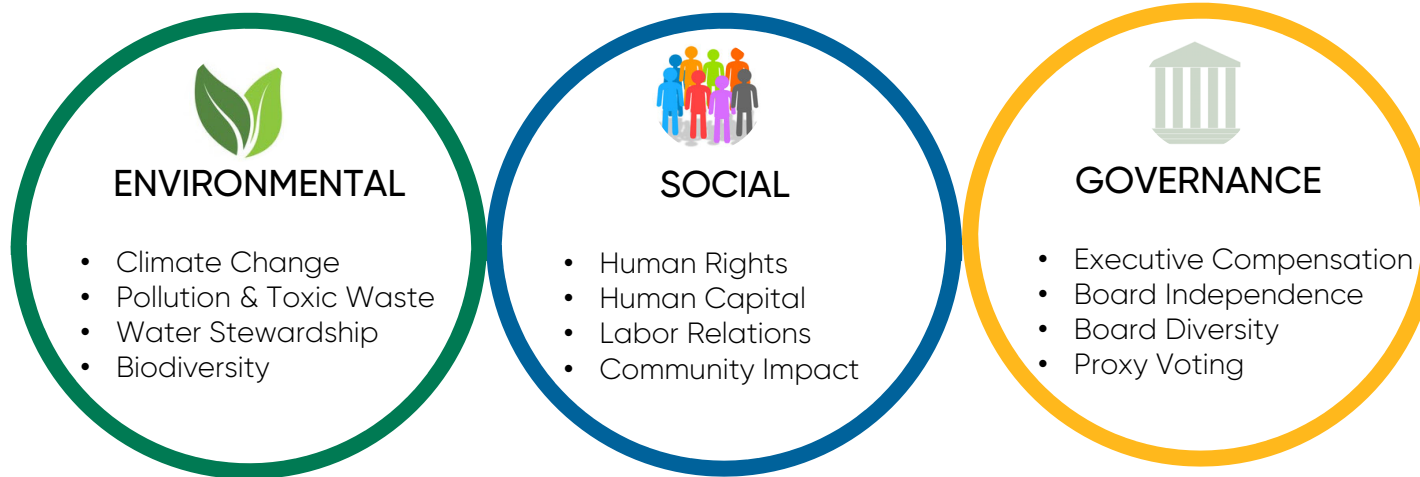 ENVIRONMENTAL
• Climate Change
• Pollution & Toxic Waste
• Water Stewardship
• Biodiversity
SOCIAL
• Human Rights
• Human Capital
• Labor Relations
• Community Impact
GOVERNANCE
• Executive Compensation
• Board Independence
• Board Diversity
• Proxy Voting